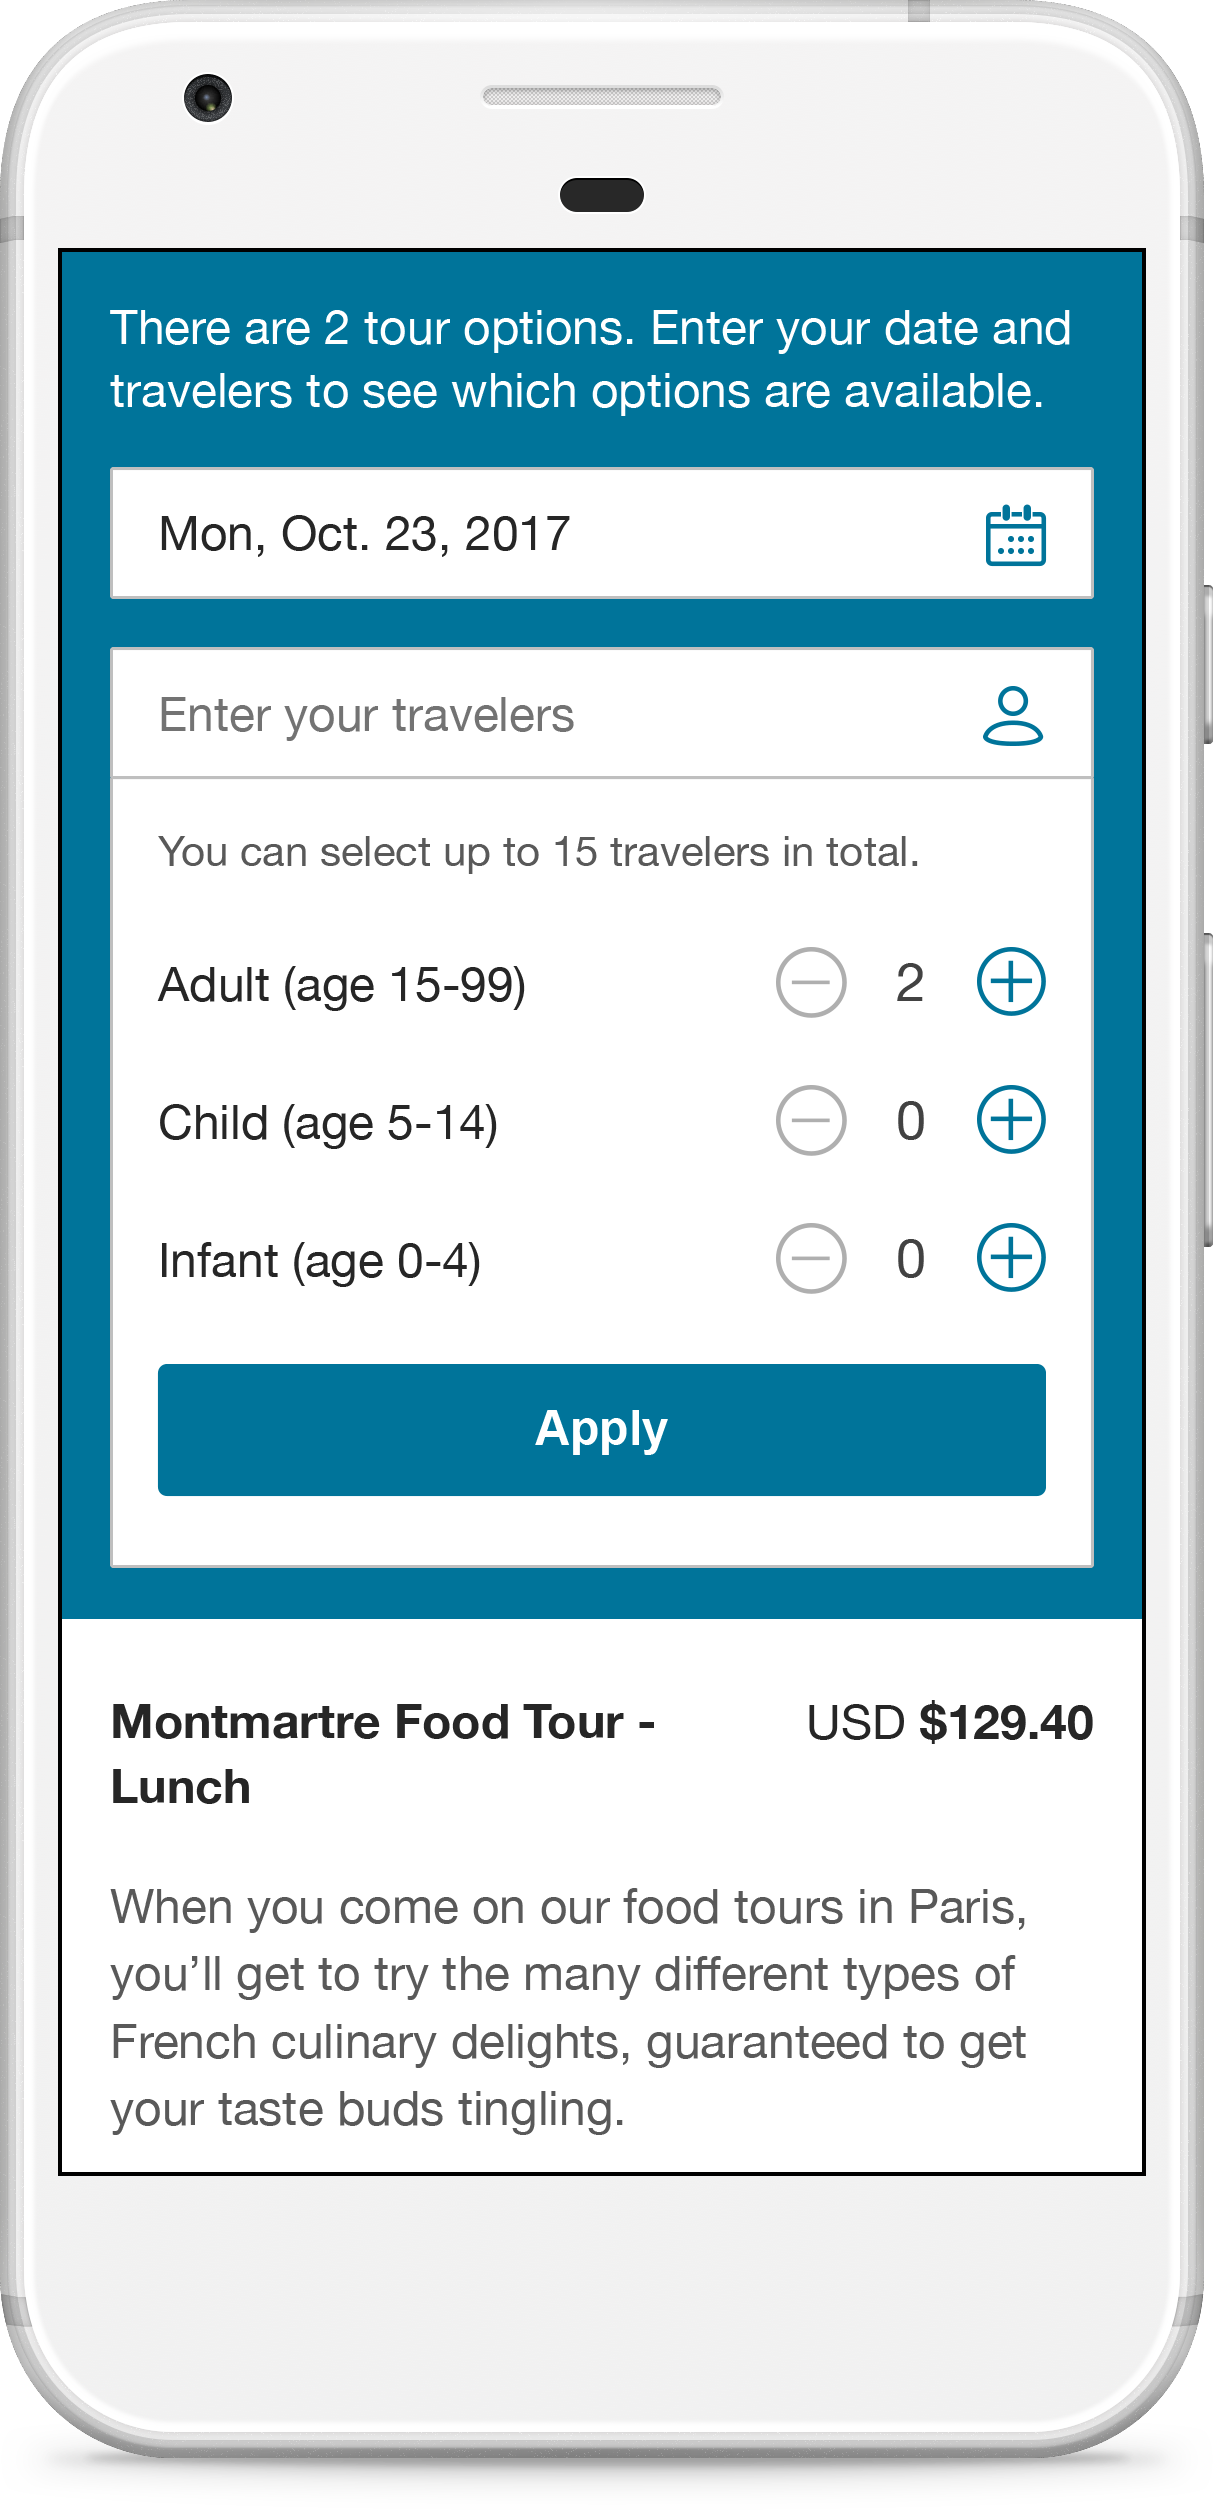 There are 2 tour options. Enter your date and
travelers to see which options are available.
Mon, Oct. 23, 2017
Enter your travelers
You can select up to 15 travelers in total.
Adult (age 15-99) 2
Child (age 5-14) 0
Infant (age 0-4) 0
Apply
Montmartre Food Tour - USD $129.40
Lunch
When you come on our food tours in Paris,
you’ll get to try the many different types of
French culinary delights, guaranteed to get
your taste buds tingling.